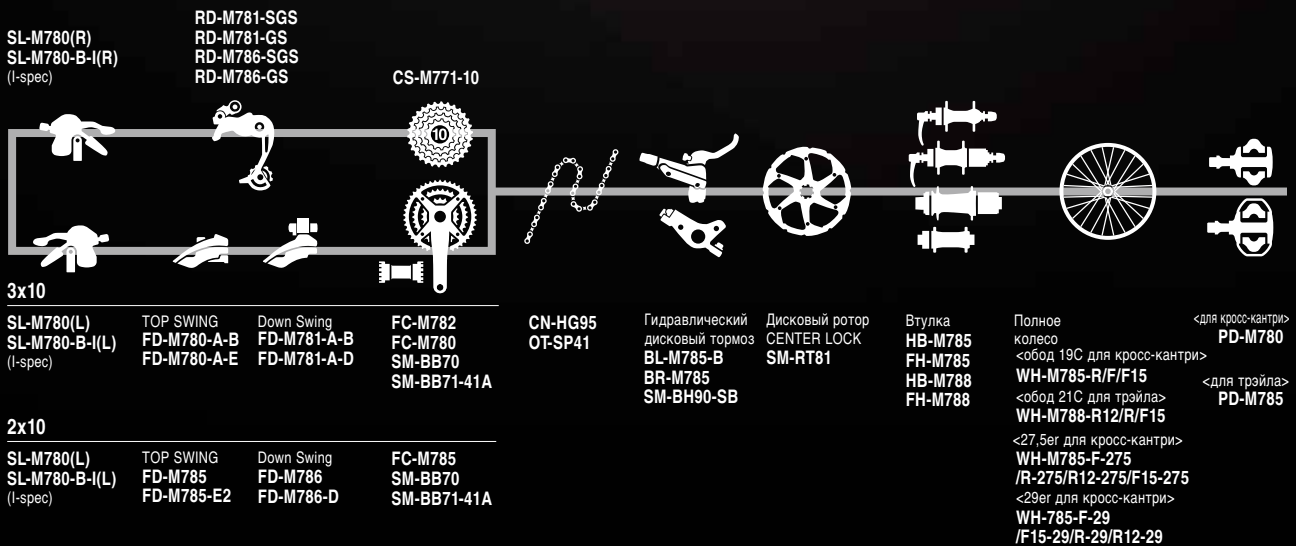 SL-M780(R)
SL-M780-B-I(R)
(I-spec)
RD-M781-SGS
RD-M781-GS
RD-M786-SGS
RD-M786-GS
CS-M771-10
10
3x10
SL-M780(L)
SL-M780-B-I(L)
(I-spec)
TOP SWING
FD-M780-A-B
FD-M780-A-E
Down Swing
FD-M781-A-B
FD-M781-A-D
FC-M782
FC-M780
SM-BB70
SM-BB71-41A
CN-HG95
OT-SP41
Гидравлический
дисковый тормоз
BL-M785-B
BR-M785
SM-BH90-SB
Дисковый ротор
CENTER LOCK
SM-RT81
Втулка
HB-M785
FH-M785
HB-M788
FH-M788
Полное
колесо
<обод 19C для кросс-кантри>
WH-M785-R/F/F15
<обод 21C для трэйла>
WH-M788-R12/R/F15
<27,5er для кросс-кантри>
WH-M785-F-275
/R-275/R12-275/F15-275
<29er для кросс-кантри>
WH-785-F-29
/F15-29/R-29/R12-29
<для кросс-кантри>
PD-M780
<для трэйла>
PD-M785
2x10
SL-M780(L)
SL-M780-B-I(L)
(I-spec)
TOP SWING
FD-M785
FD-M785-E2
Down Swing
FD-M786
FD-M786-D
FC-M785
SM-BB70
SM-BB71-41A